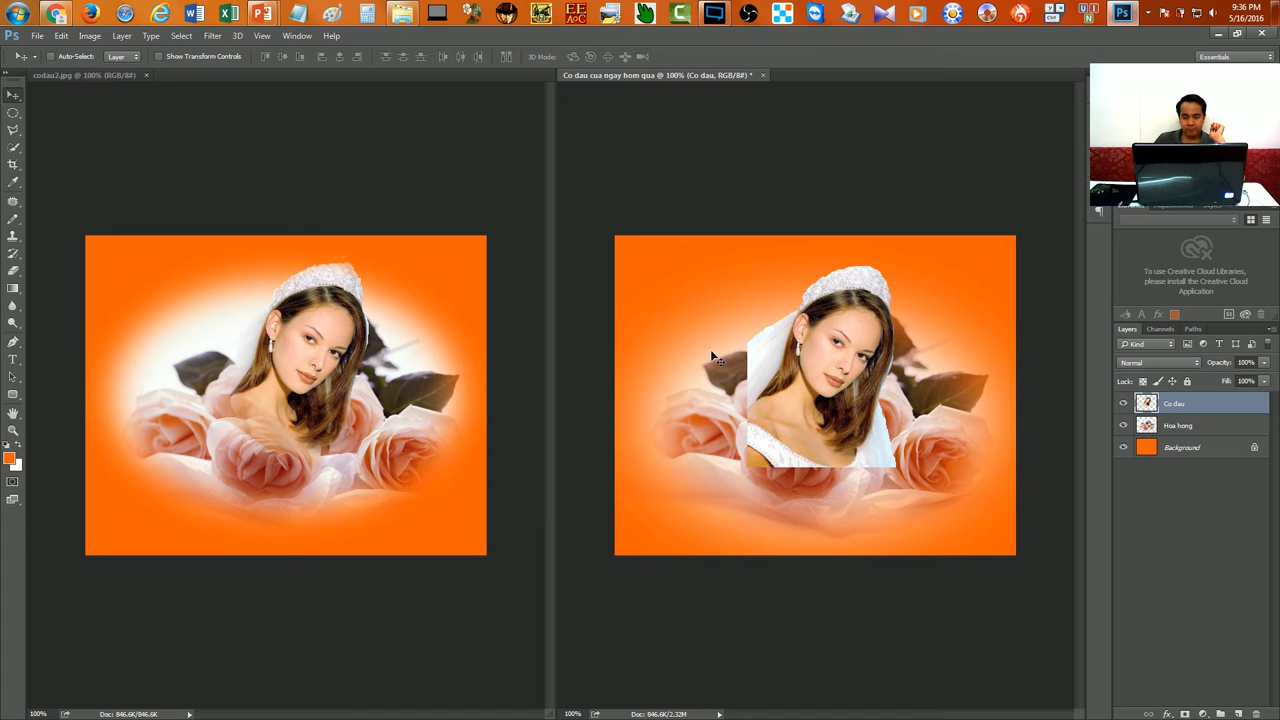 9:36 PM
5/16/2016
Ps File Edit Image Layer Type Select Filter 3D View Window Help
Auto-Select: Layer Show Transform Controls 3D Mode: Essentials
codau2.jpg @ 100% (RGB/8#) ×
Co dau cua ngay hom qua @ 100% (Co dau, RGB/8#) * ×
To use Creative Cloud Libraries,
please install the Creative Cloud
Application
Layers Channels Paths
Kind
Normal Opacity: 100%
Lock: Fill: 100%
Co dau
Hoa hong
Background
100% Doc: 846.6K/846.6K
100% Doc: 846.6K/2.32M